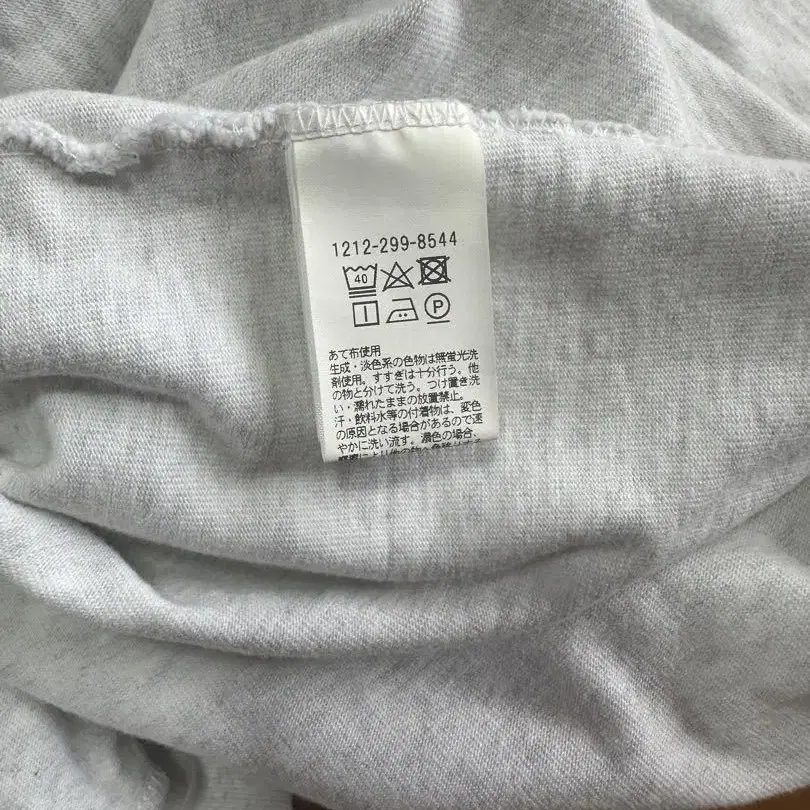 1212-299-8544
40
P
あて布使用
生成・淡色系の色物は無蛍光洗
剤使用。すすぎは十分行う。他
の物と分けて洗う。つけ置き洗
い・濡れたままの放置禁止。
汗・飲料水等の付着物は、変色
の原因となる場合があるので速
やかに洗い流す。濃色の場合、